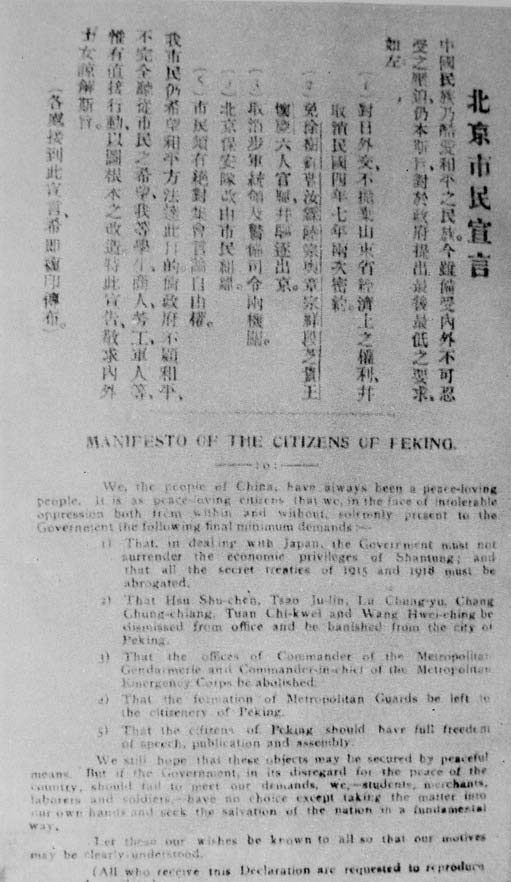 北京市民宣言
中國民族乃酷愛和平之民族。今雖備受內外不可忍
受之壓迫、仍本斯旨、對於政府提出最後最低之要求、
如左、
(1) 對日外交、不抛棄山東省經濟上之權利、并
取消民國四年七年兩次密約。
(2) 免徐樹錚曹汝霖陸宗輿章宗祥段芝貴王
懷慶六人官職、并驅逐出京。
(3) 取消步軍統領及警備司令兩機關。
北京保安隊改由市民組織。
(5) 市民須有絕對集會言論自由權。
我市民仍希望和平方法達此目的。倘政府不願和平、
不完全聽從市民之希望、我等學生、商人、勞工、軍人等、
惟有直接行動、以圖根本之改造。特此宣告、敬求內外
士女諒解斯旨。
(各處接到此宣言、希即複印傳布。)
MANIFESTO OF THE CITIZENS OF PEKING.
——:o:——
We, the people of China, have always been a peace-loving
people. It is as peace-loving citizens that we, in the face of intolerable
oppression both from within and without, solemnly present to the
Government the following final minimum demands :—
1) That, in dealing with Japan, the Government must not
surrender the economic privileges of Shantung; and
that all the secret treaties of 1915 and 1918 must be
abrogated.
2) That Hsu Shu-chen, Tsao Ju-lin, Lu Chung-yu, Chang
Chung-chiang, Tuan Chi-kwei and Wang Hwei-ching be
dismissed from office and be banished from the city of
Peking.
3) That the offices of Commander of the Metropolitan
Gendarmerie and Commander-in-chief of the Metropolitan
Emergency Corps be abolished.
4) That the formation of Metropolitan Guards be left to
the citizenery of Peking.
5) That the citizens of Peking should have full freedom
of speech, publication and assembly.
We still hope that these objects may be secured by peaceful
means. But if the Government, in its disregard for the peace of the
country, should fail to meet our demands, we,—students, merchants,
laborers and soldiers,—have no choice except taking the matter into
our own hands and seek the salvation of the nation in a fundamental
way.
Let these our wishes be known to all so that our motives
may be clearly understood.
(All who receive this Declaration are requested to reproduce